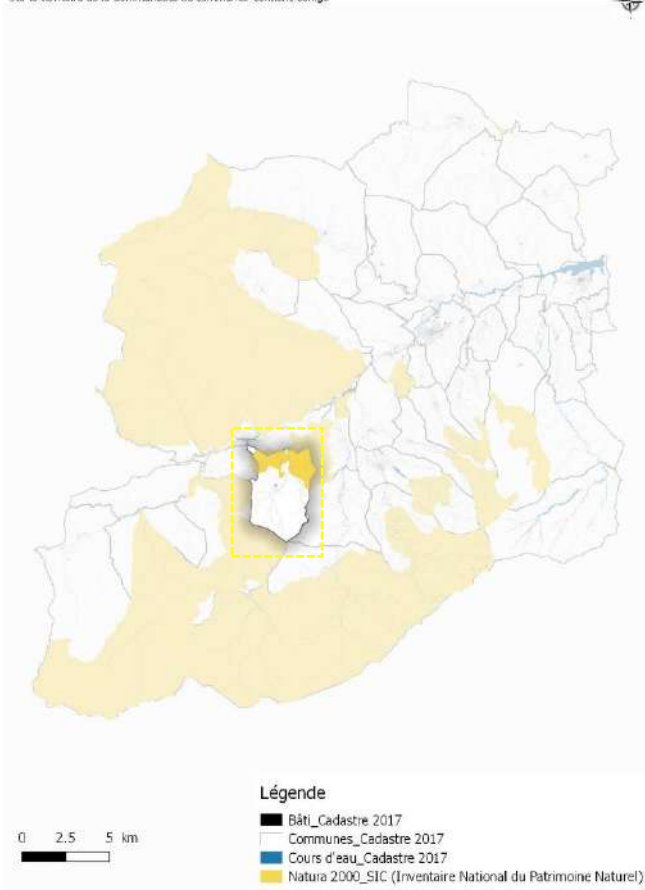 Légende
Bâti_Cadastre 2017
Communes_Cadastre 2017
Cours d'eau_Cadastre 2017
Natura 2000_SIC (Inventaire National du Patrimoine Naturel)
0 2.5 5 km